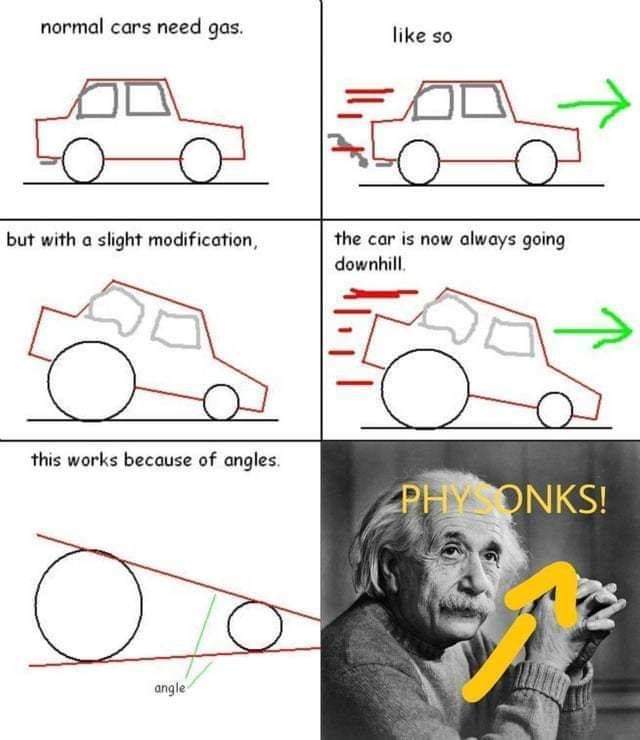 normal cars need gas.
like so
but with a slight modification,
the car is now always going
downhill.
this works because of angles.
angle
PHYSONKS!